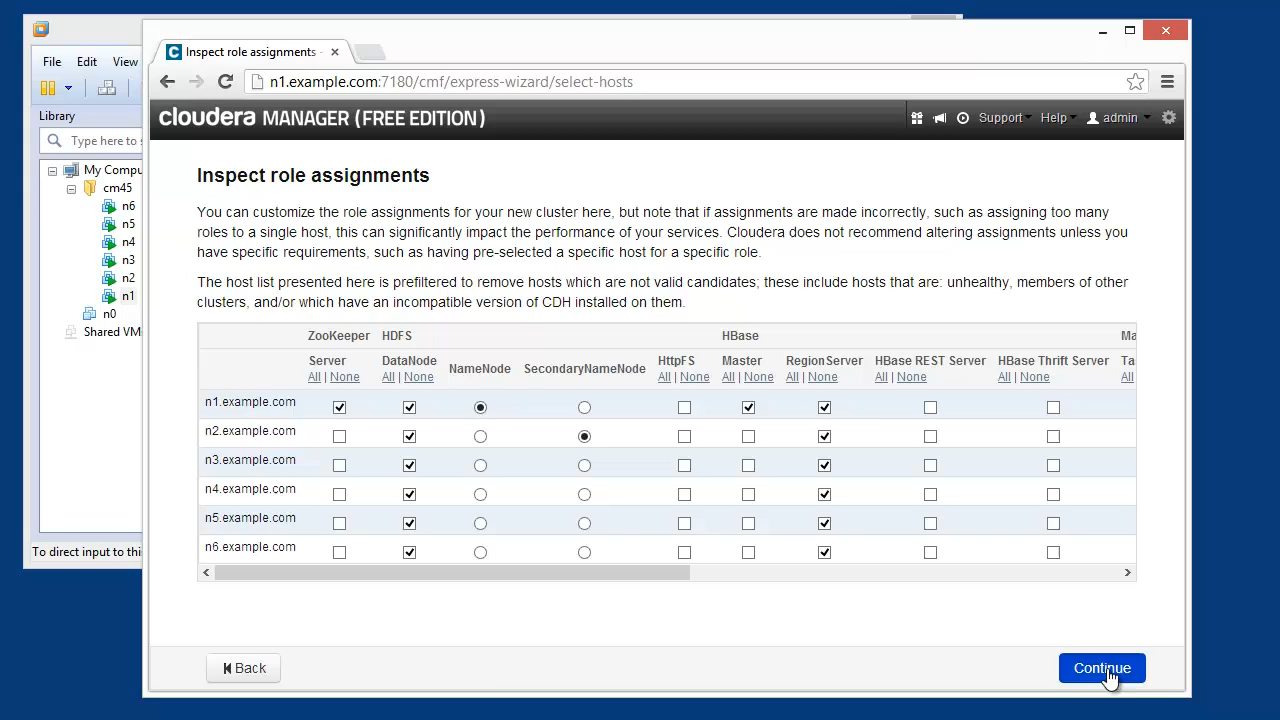 File Edit View
Library
Type here to s
My Compu
cm45
n6
n5
n4
n3
n2
n1
n0
Shared VMs
To direct input to this
Inspect role assignments -
n1.example.com:7180/cmf/express-wizard/select-hosts
cloudera MANAGER (FREE EDITION)
Support Help admin
Inspect role assignments
You can customize the role assignments for your new cluster here, but note that if assignments are made incorrectly, such as assigning too many
roles to a single host, this can significantly impact the performance of your services. Cloudera does not recommend altering assignments unless you
have specific requirements, such as having pre-selected a specific host for a specific role.
The host list presented here is prefiltered to remove hosts which are not valid candidates; these include hosts that are: unhealthy, members of other
clusters, and/or which have an incompatible version of CDH installed on them.
ZooKeeper HDFS HBase Ma
Server DataNode NameNode SecondaryNameNode HttpFS Master RegionServer HBase REST Server HBase Thrift Server Tas
All | None All | None All | None All | None All | None All | None All | None All
n1.example.com
n2.example.com
n3.example.com
n4.example.com
n5.example.com
n6.example.com
Back Continue